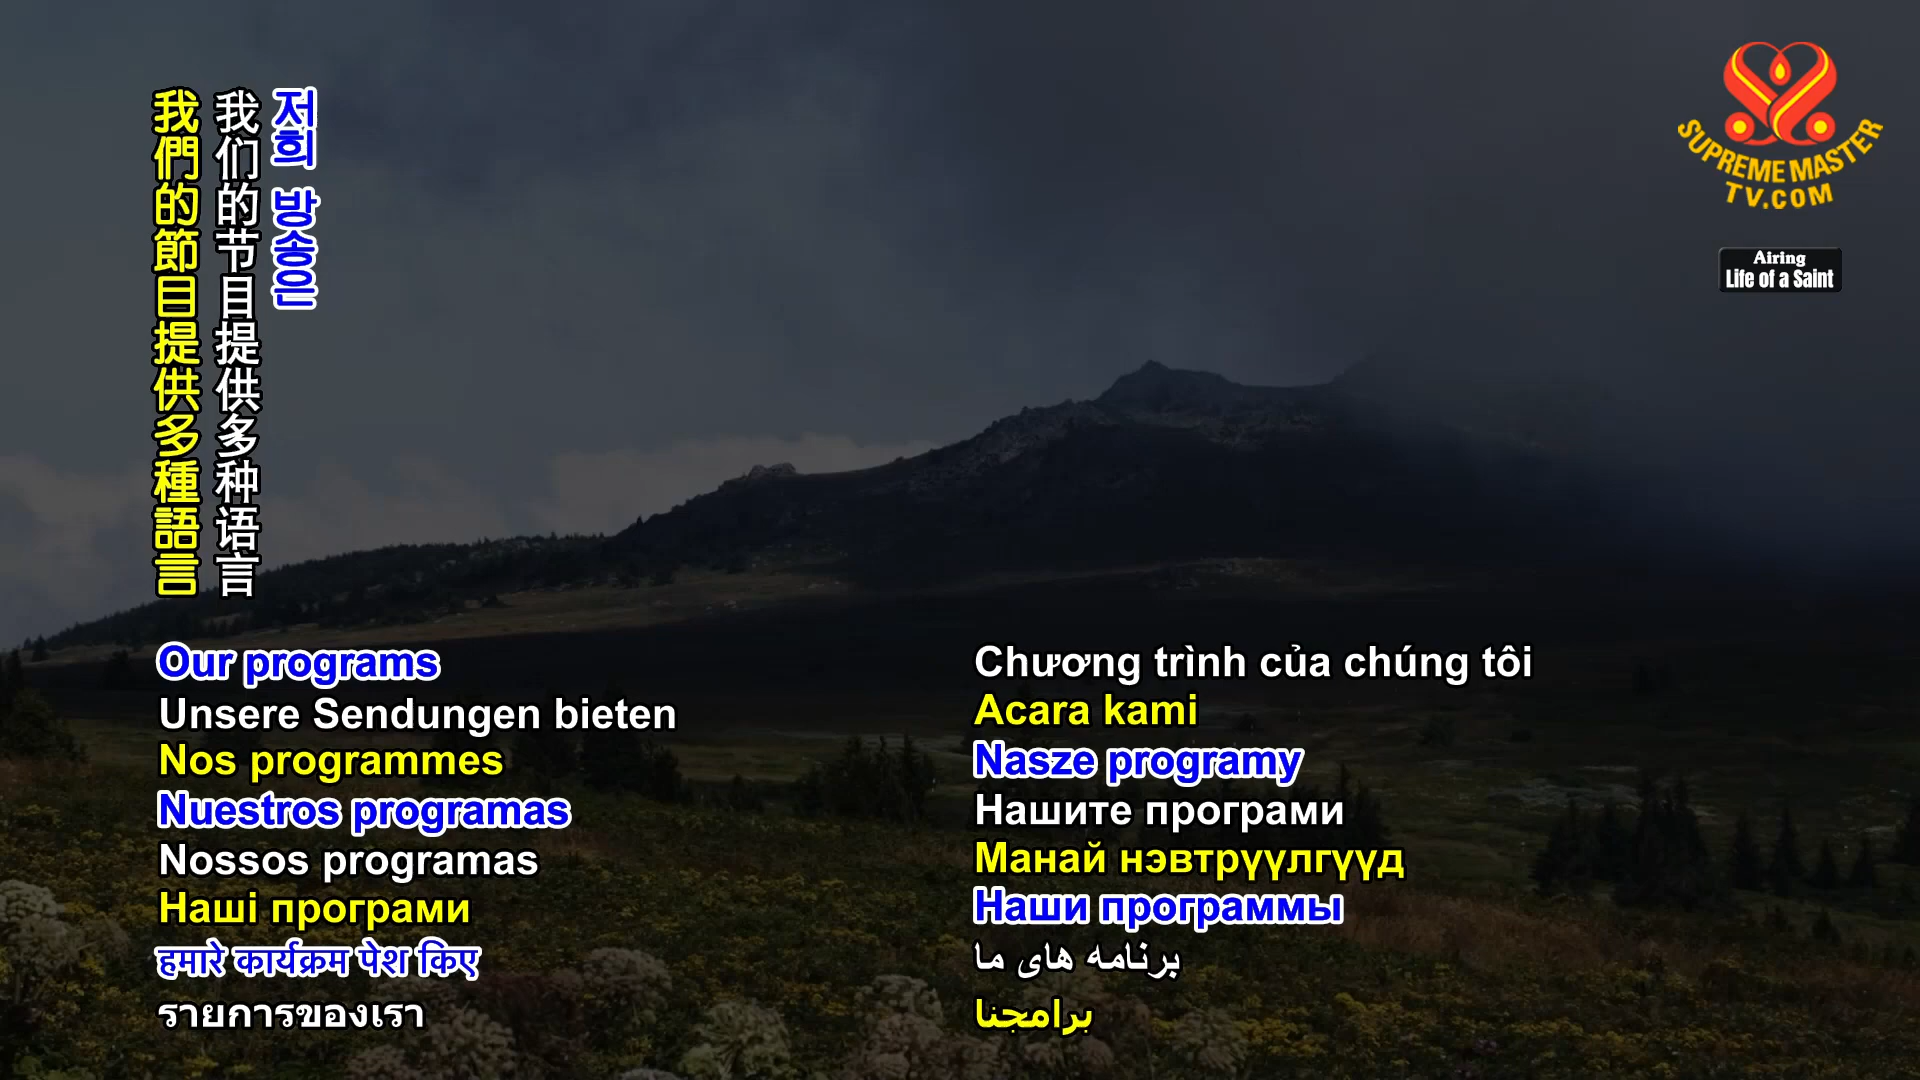 我們的節目提供多種語言
我们的节目提供多种语言
저희 방송은
SUPREME MASTER
TV.COM
Airing
Life of a Saint
Our programs
Unsere Sendungen bieten
Nos programmes
Nuestros programas
Nossos programas
Наші програми
हमारे कार्यक्रम पेश किए
รายการของเรา
Chương trình của chúng tôi
Acara kami
Nasze programy
Нашите програми
Манай нэвтрүүлгүүд
Наши программы
برنامه های ما
برامجنا